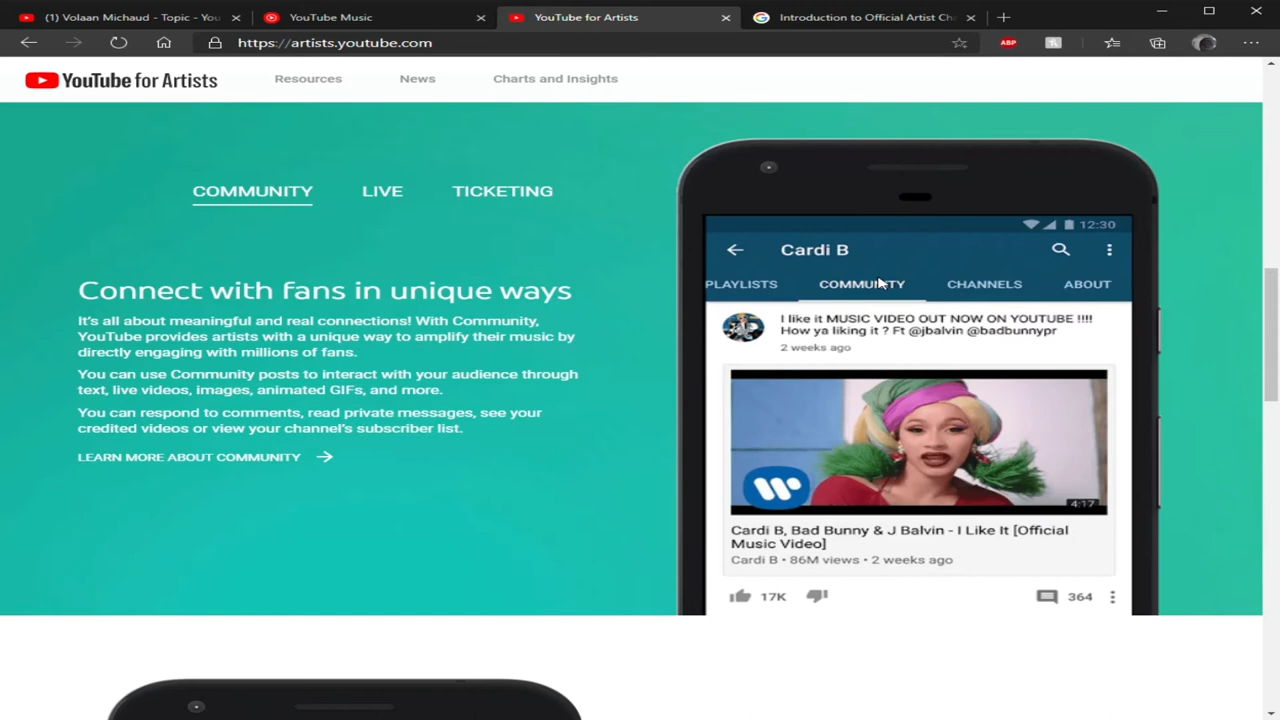 (1) Volaan Michaud - Topic - You
YouTube Music
YouTube for Artists
Introduction to Official Artist Cha
https://artists.youtube.com
ABP
YouTube for Artists
Resources
News
Charts and Insights
COMMUNITY
LIVE
TICKETING
Connect with fans in unique ways
It's all about meaningful and real connections! With Community,
YouTube provides artists with a unique way to amplify their music by
directly engaging with millions of fans.
You can use Community posts to interact with your audience through
text, live videos, images, animated GIFs, and more.
You can respond to comments, read private messages, see your
credited videos or view your channel's subscriber list.
LEARN MORE ABOUT COMMUNITY
12:30
Cardi B
PLAYLISTS
COMMUNITY
CHANNELS
ABOUT
I like it MUSIC VIDEO OUT NOW ON YOUTUBE !!!!
How ya liking it ? Ft @jbalvin @badbunnypr
2 weeks ago
4:17
Cardi B, Bad Bunny & J Balvin - I Like It [Official
Music Video]
Cardi B • 86M views • 2 weeks ago
17K
364